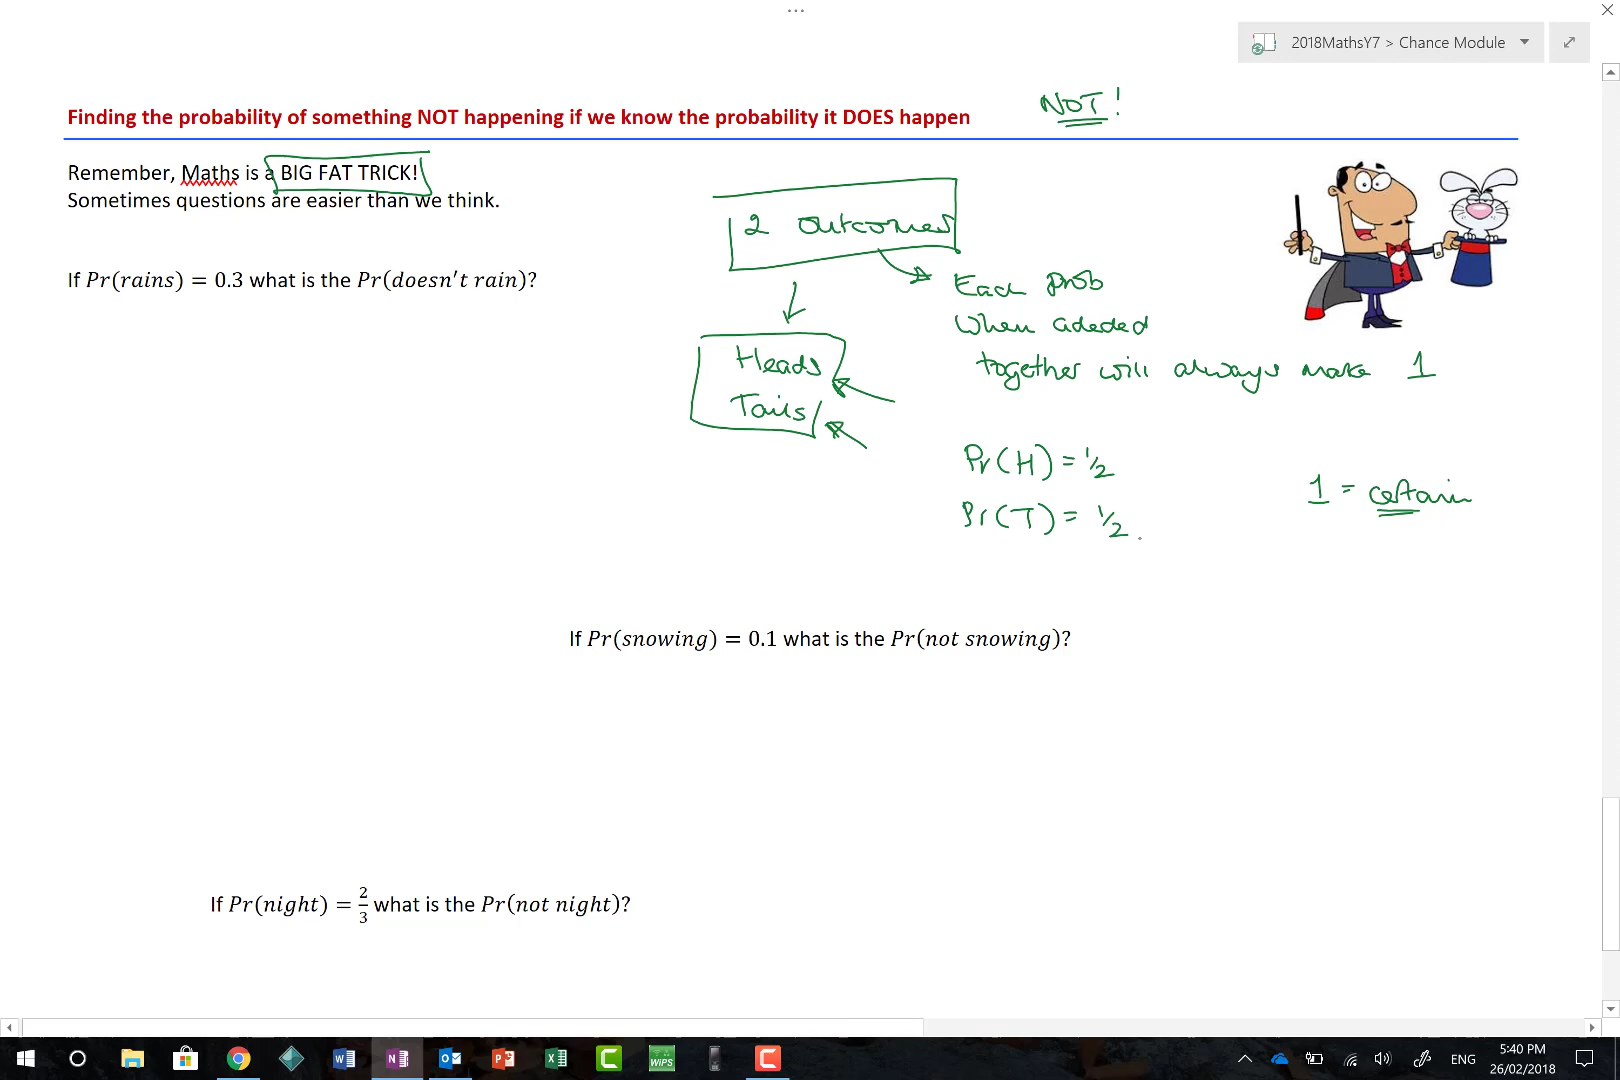 ...
2018MathsY7 > Chance Module
Finding the probability of something NOT happening if we know the probability it DOES happen
NOT!
Remember, Maths is a BIG FAT TRICK!
Sometimes questions are easier than we think.
2 outcomes
If Pr(rains) = 0.3 what is the Pr(doesn't rain)?
Each prob
when adeded
together will always make 1
Heads
Tails
Pr(H) = 1/2
Pr(T) = 1/2
1 = certain
If Pr(snowing) = 0.1 what is the Pr(not snowing)?
If Pr(night) = 2/3 what is the Pr(not night)?
WiPS
ENG
5:40 PM
26/02/2018